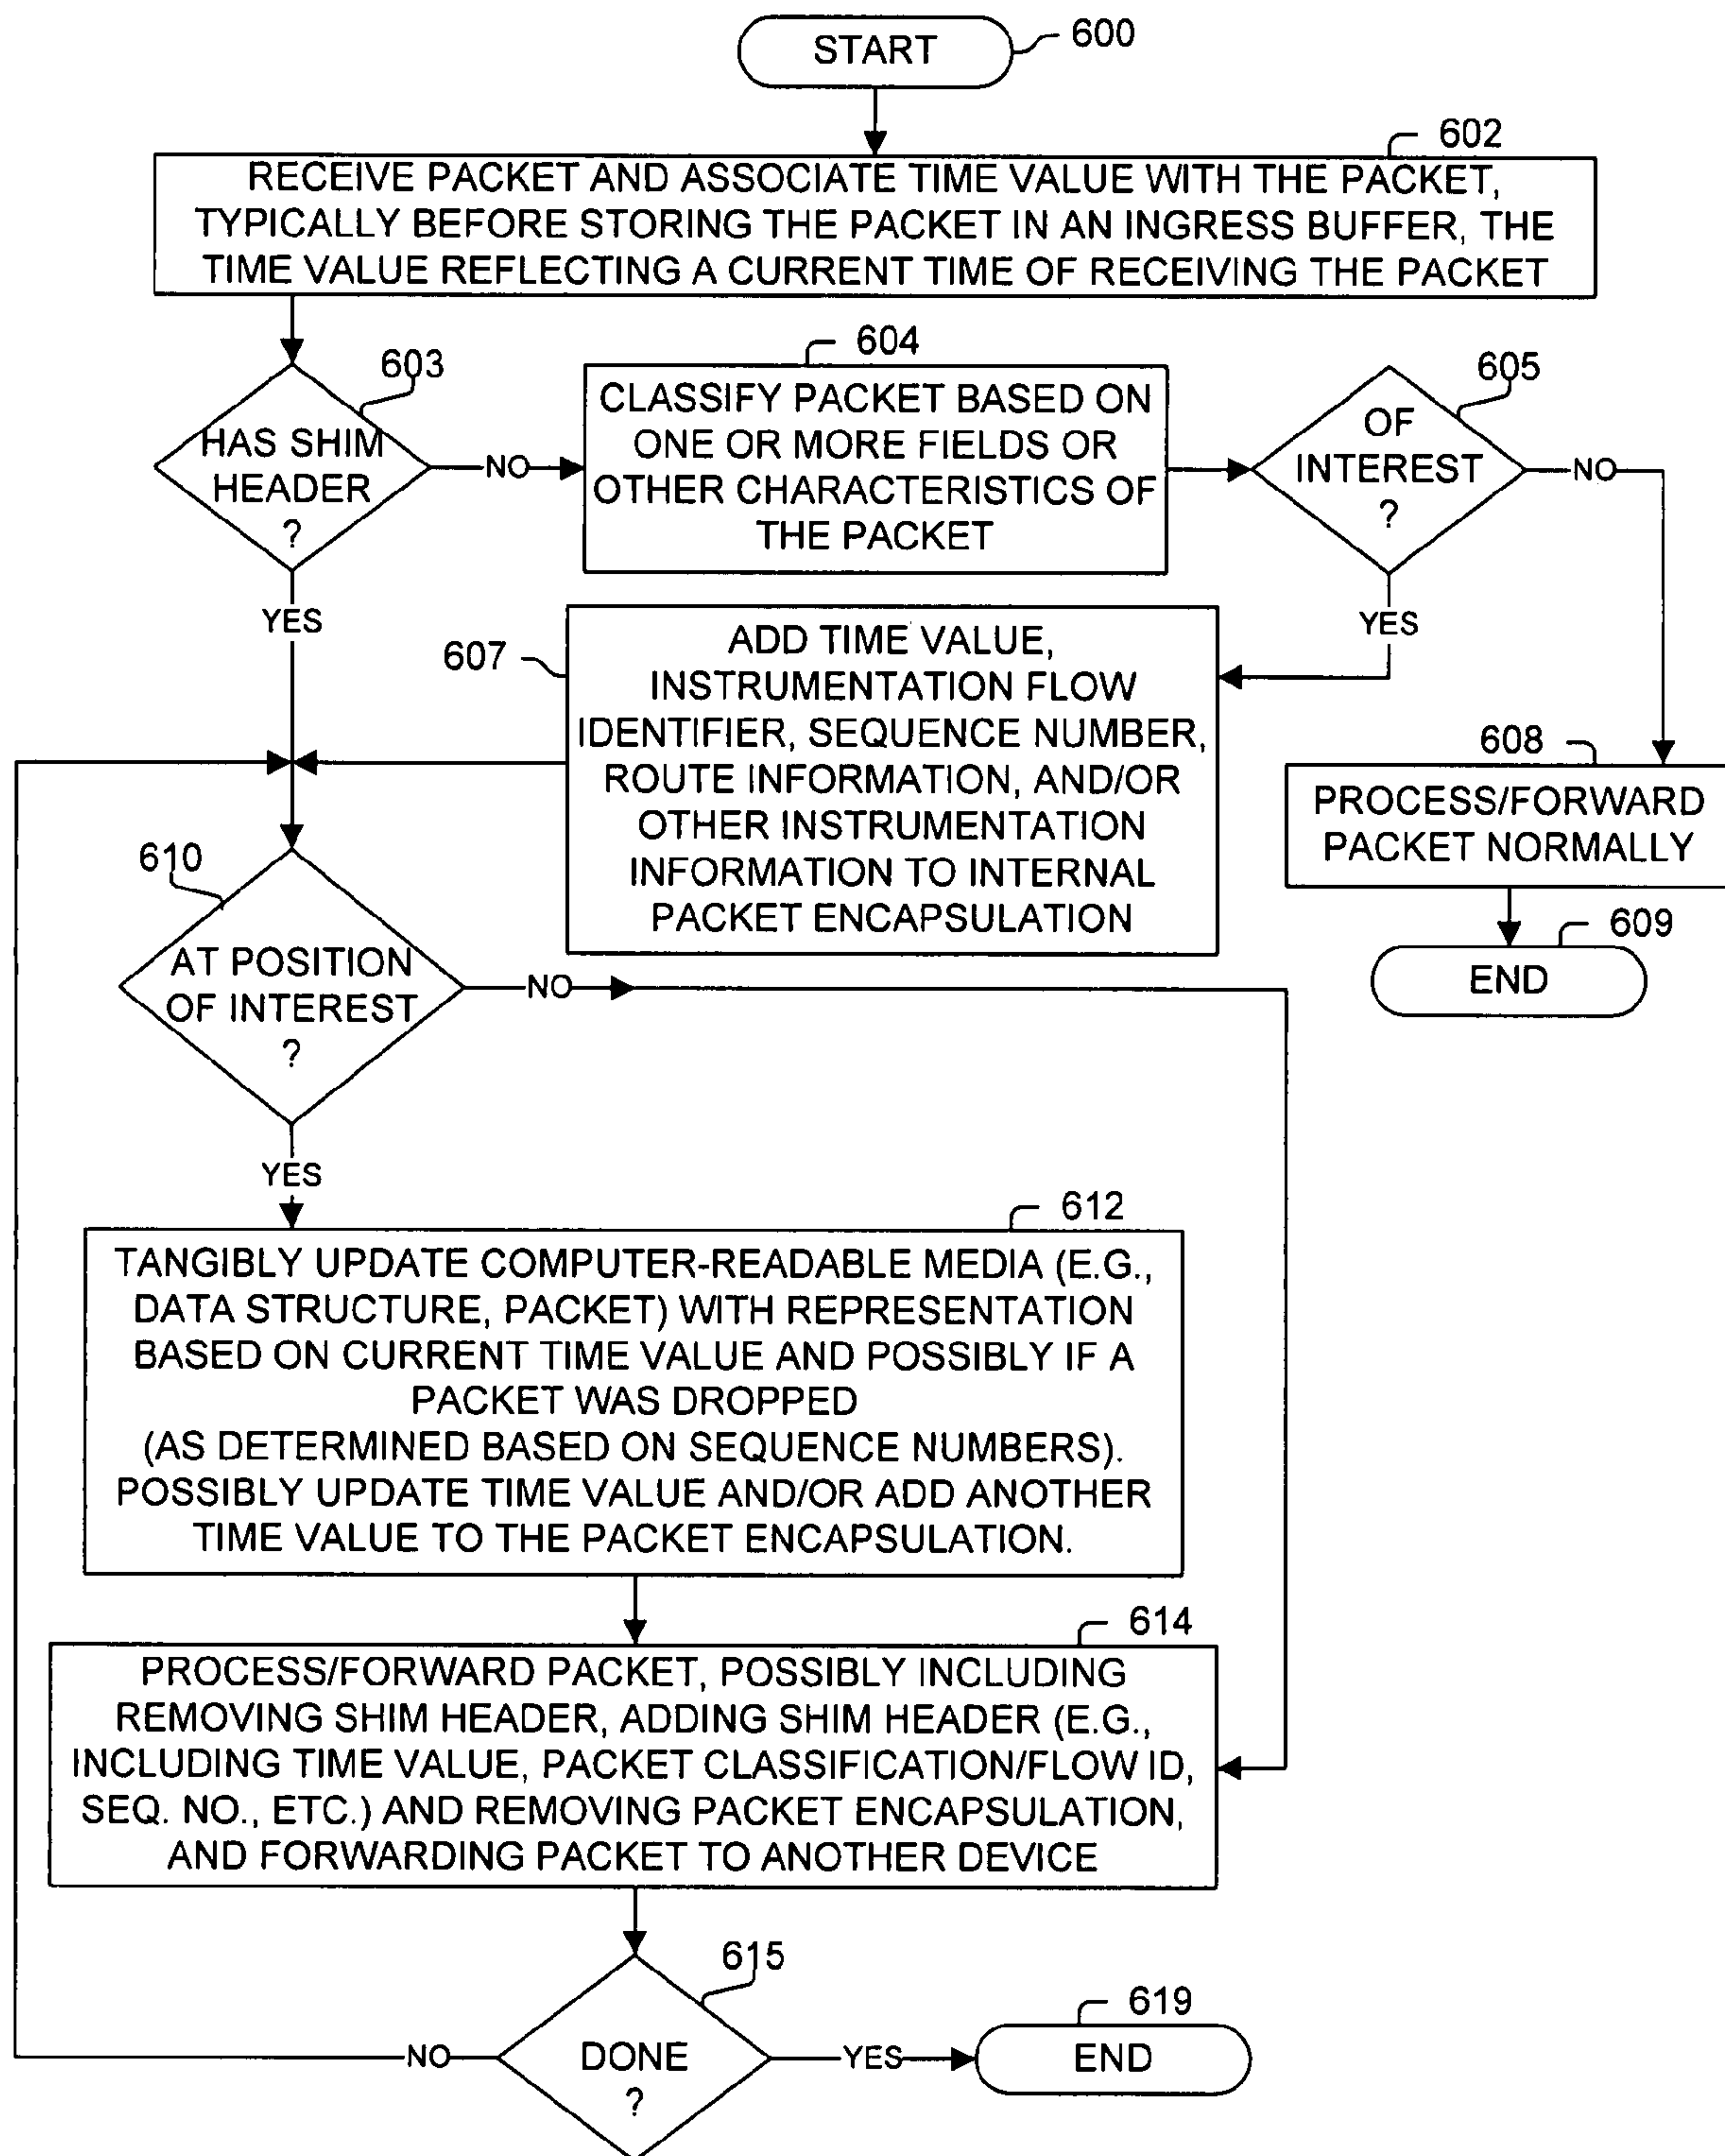 START
600
602
RECEIVE PACKET AND ASSOCIATE TIME VALUE WITH THE PACKET,
TYPICALLY BEFORE STORING THE PACKET IN AN INGRESS BUFFER, THE
TIME VALUE REFLECTING A CURRENT TIME OF RECEIVING THE PACKET
603
HAS SHIM
HEADER
?
NO
YES
604
CLASSIFY PACKET BASED ON
ONE OR MORE FIELDS OR
OTHER CHARACTERISTICS OF
THE PACKET
605
OF
INTEREST
?
NO
YES
607
ADD TIME VALUE,
INSTRUMENTATION FLOW
IDENTIFIER, SEQUENCE NUMBER,
ROUTE INFORMATION, AND/OR
OTHER INSTRUMENTATION
INFORMATION TO INTERNAL
PACKET ENCAPSULATION
608
PROCESS/FORWARD
PACKET NORMALLY
609
END
610
AT POSITION
OF INTEREST
?
NO
YES
612
TANGIBLY UPDATE COMPUTER-READABLE MEDIA (E.G.,
DATA STRUCTURE, PACKET) WITH REPRESENTATION
BASED ON CURRENT TIME VALUE AND POSSIBLY IF A
PACKET WAS DROPPED
(AS DETERMINED BASED ON SEQUENCE NUMBERS).
POSSIBLY UPDATE TIME VALUE AND/OR ADD ANOTHER
TIME VALUE TO THE PACKET ENCAPSULATION.
614
PROCESS/FORWARD PACKET, POSSIBLY INCLUDING
REMOVING SHIM HEADER, ADDING SHIM HEADER (E.G.,
INCLUDING TIME VALUE, PACKET CLASSIFICATION/FLOW ID,
SEQ. NO., ETC.) AND REMOVING PACKET ENCAPSULATION,
AND FORWARDING PACKET TO ANOTHER DEVICE
615
DONE
?
NO
YES
619
END